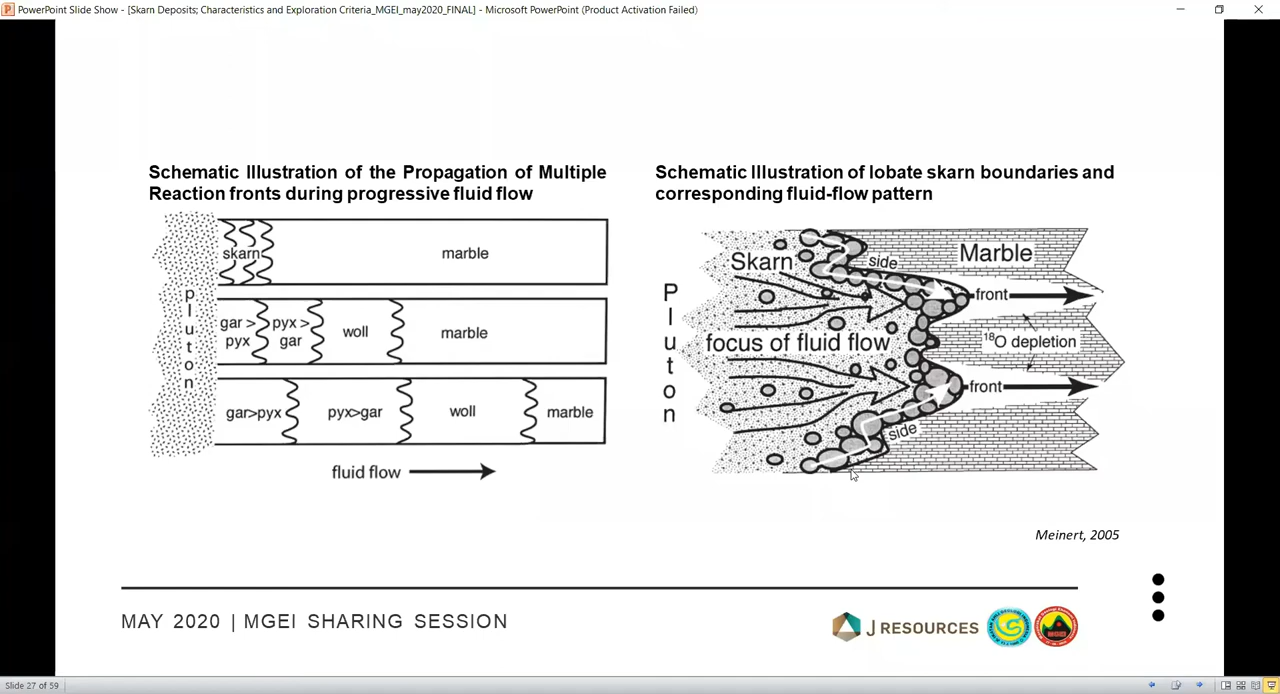 PowerPoint Slide Show - [Skarn Deposits; Characteristics and Exploration Criteria_MGEI_may2020_FINAL] - Microsoft PowerPoint (Product Activation Failed)
Schematic Illustration of the Propagation of Multiple
Reaction fronts during progressive fluid flow
pluton
skarn
marble
gar >
pyx
pyx >
gar
woll
marble
gar>pyx
pyx>gar
woll
marble
fluid flow
Schematic Illustration of lobate skarn boundaries and
corresponding fluid-flow pattern
Pluton
Skarn
side
Marble
front
focus of fluid flow
18O depletion
front
side
Meinert, 2005
MAY 2020 | MGEI SHARING SESSION
J RESOURCES
Slide 27 of 59